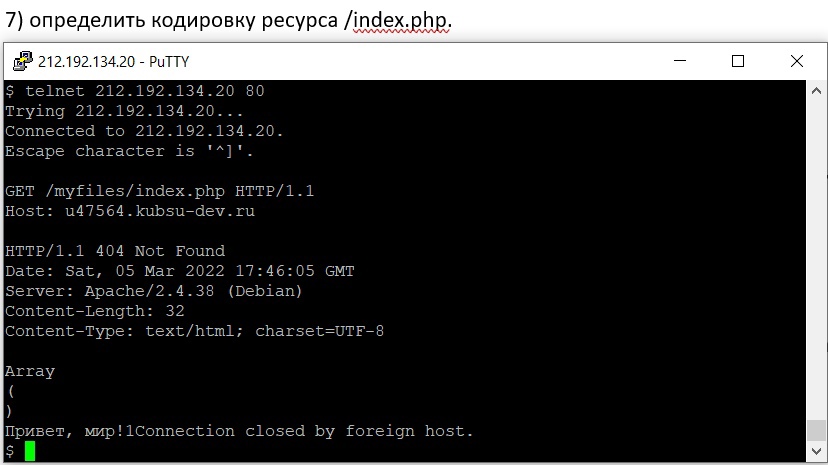 7) определить кодировку ресурса /index.php.
212.192.134.20 - PuTTY
$ telnet 212.192.134.20 80
Trying 212.192.134.20...
Connected to 212.192.134.20.
Escape character is '^]'.
GET /myfiles/index.php HTTP/1.1
Host: u47564.kubsu-dev.ru
HTTP/1.1 404 Not Found
Date: Sat, 05 Mar 2022 17:46:05 GMT
Server: Apache/2.4.38 (Debian)
Content-Length: 32
Content-Type: text/html; charset=UTF-8
Array
(
)
Привет, мир!1Connection closed by foreign host.
$